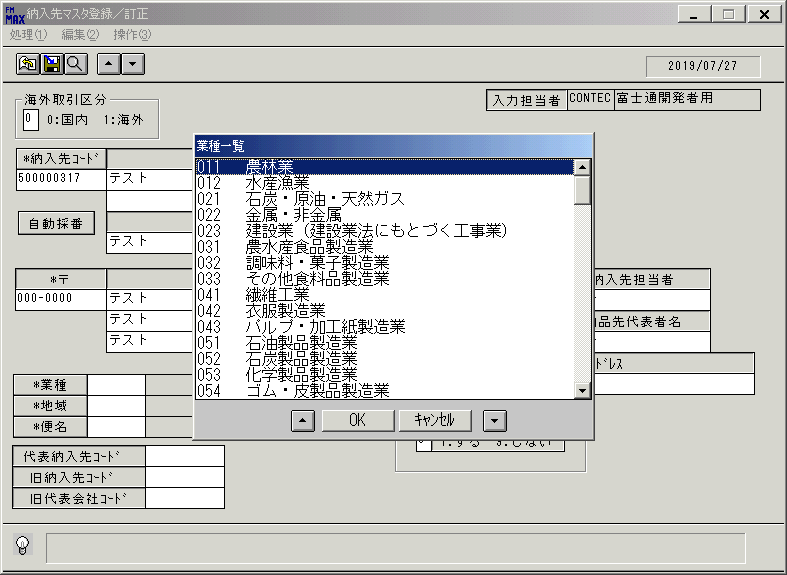 FM MAX 納入先マスタ登録／訂正
処理(1) 編集(2) 操作(3)
2019/07/27
海外取引区分
0 0:国内 1:海外
入力担当者 CONTEC 富士通開発者用
*納入先ｺｰﾄﾞ
500000317 テスト
自動採番
テスト
*〒
000-0000 テスト
テスト
テスト
*業種
*地域
*便名
代表納入先ｺｰﾄﾞ
旧納入先ｺｰﾄﾞ
旧代表会社ｺｰﾄﾞ
業種一覧
011 農林業
012 水産漁業
021 石炭・原油・天然ガス
022 金属・非金属
023 建設業（建設業法にもとづく工事業）
031 農水産食品製造業
032 調味料・菓子製造業
033 その他食料品製造業
041 繊維工業
042 衣服製造業
043 パルプ・加工紙製造業
051 石油製品製造業
052 石炭製品製造業
053 化学製品製造業
054 ゴム・皮製品製造業
OK ｷｬﾝｾﾙ
入先担当者
品先代表者名
ﾄﾞﾚｽ